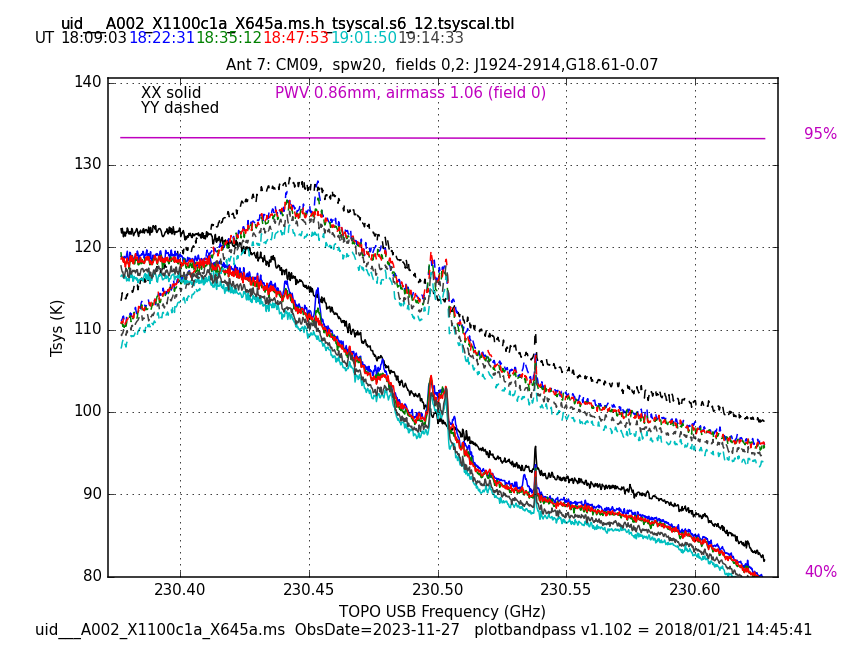 uid___A002_X1100c1a_X645a.ms.h_tsyscal.s6_12.tsyscal.tbl
UT 18:09:03 18:22:31 18:35:12 18:47:53 19:01:50 19:14:33
Ant 7: CM09,  spw20,  fields 0,2: J1924-2914,G18.61-0.07
XX solid
YY dashed
PWV 0.86mm, airmass 1.06 (field 0)
140
130
120
110
100
90
80
Tsys (K)
95%
40%
230.40 230.45 230.50 230.55 230.60
TOPO USB Frequency (GHz)
uid___A002_X1100c1a_X645a.ms  ObsDate=2023-11-27   plotbandpass v1.102 = 2018/01/21 14:45:41